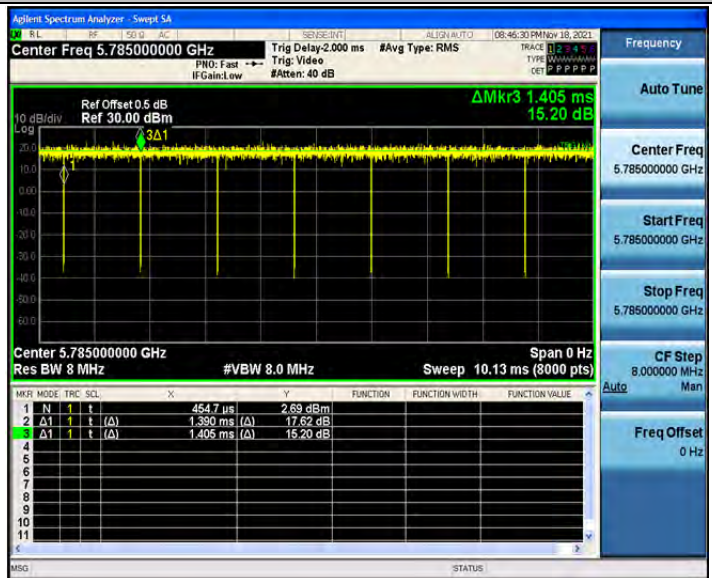 Agilent Spectrum Analyzer - Swept SA
RL RF 50 Ω AC SENSE:INT ALIGN AUTO 08:46:30 PM Nov 18, 2021
Center Freq 5.785000000 GHz
PNO: Fast
IFGain:Low
Trig Delay-2.000 ms
Trig: Video
#Atten: 40 dB
#Avg Type: RMS
TRACE 1 2 3 4 5 6
TYPE
DET P P P P P P
Frequency
Auto Tune
Center Freq
5.785000000 GHz
Start Freq
5.785000000 GHz
Stop Freq
5.785000000 GHz
CF Step
8.000000 MHz
Auto Man
Freq Offset
0 Hz
ΔMkr3 1.405 ms
15.20 dB
Ref Offset 0.5 dB
10 dB/div Ref 30.00 dBm
Log
3Δ1
20.0
1
10.0
0.00
-10.0
-20.0
-30.0
-40.0
-50.0
-60.0
Center 5.785000000 GHz Span 0 Hz
Res BW 8 MHz #VBW 8.0 MHz Sweep 10.13 ms (8000 pts)
MKR MODE TRC SCL X Y FUNCTION FUNCTION WIDTH FUNCTION VALUE
1 N 1 t 454.7 µs 2.69 dBm
2 Δ1 1 t (Δ) 1.390 ms (Δ) 17.62 dB
3 Δ1 1 t (Δ) 1.405 ms (Δ) 15.20 dB
4
5
6
7
8
9
10
11
MSG STATUS